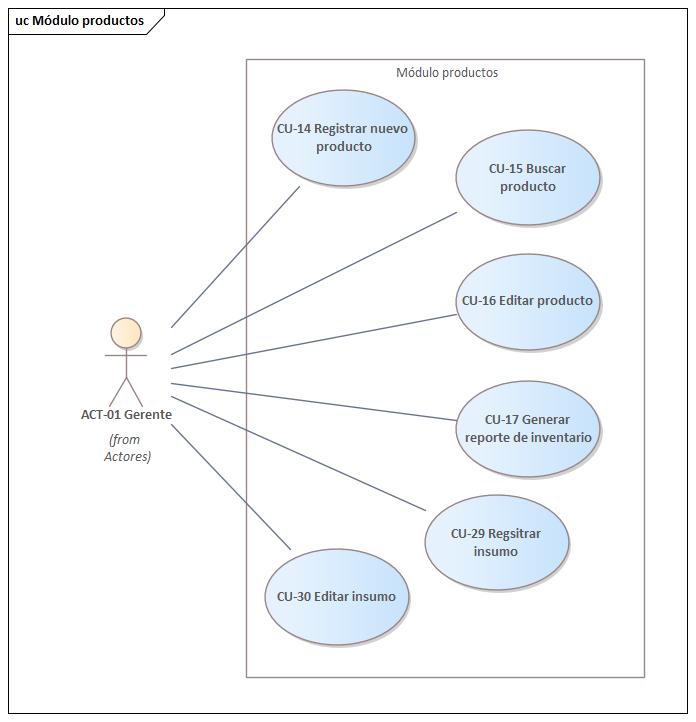 uc Módulo productos
Módulo productos
CU-14 Registrar nuevo
producto
CU-15 Buscar
producto
CU-16 Editar producto
ACT-01 Gerente
(from
Actores)
CU-17 Generar
reporte de inventario
CU-29 Regsitrar
insumo
CU-30 Editar insumo